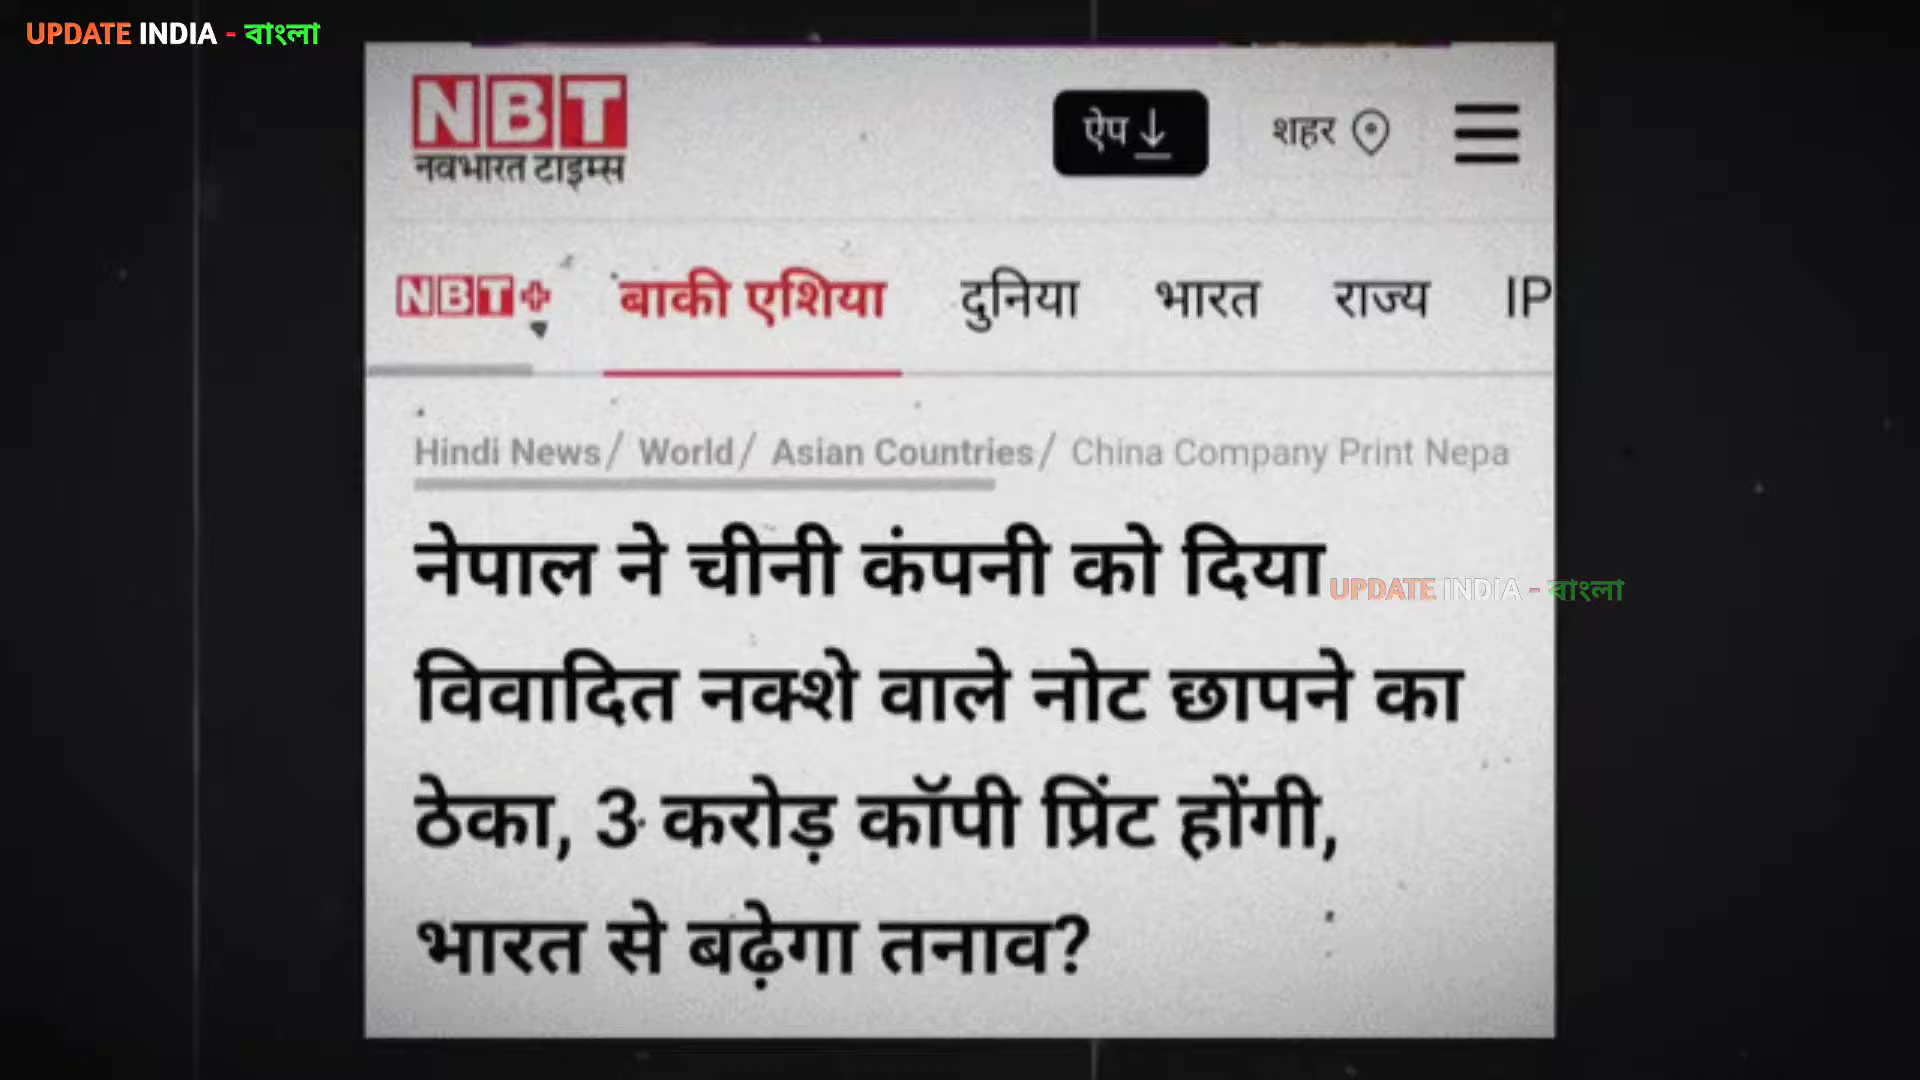 UPDATE INDIA - বাংলা
NBT
नवभारत टाइम्स
ऐप
शहर
NBT+ बाकी एशिया दुनिया भारत राज्य IP
Hindi News/ World/ Asian Countries/ China Company Print Nepa
नेपाल ने चीनी कंपनी को दिया
UPDATE INDIA - বাংলা
विवादित नक्शे वाले नोट छापने का
ठेका, 3 करोड़ कॉपी प्रिंट होंगी,
भारत से बढ़ेगा तनाव?